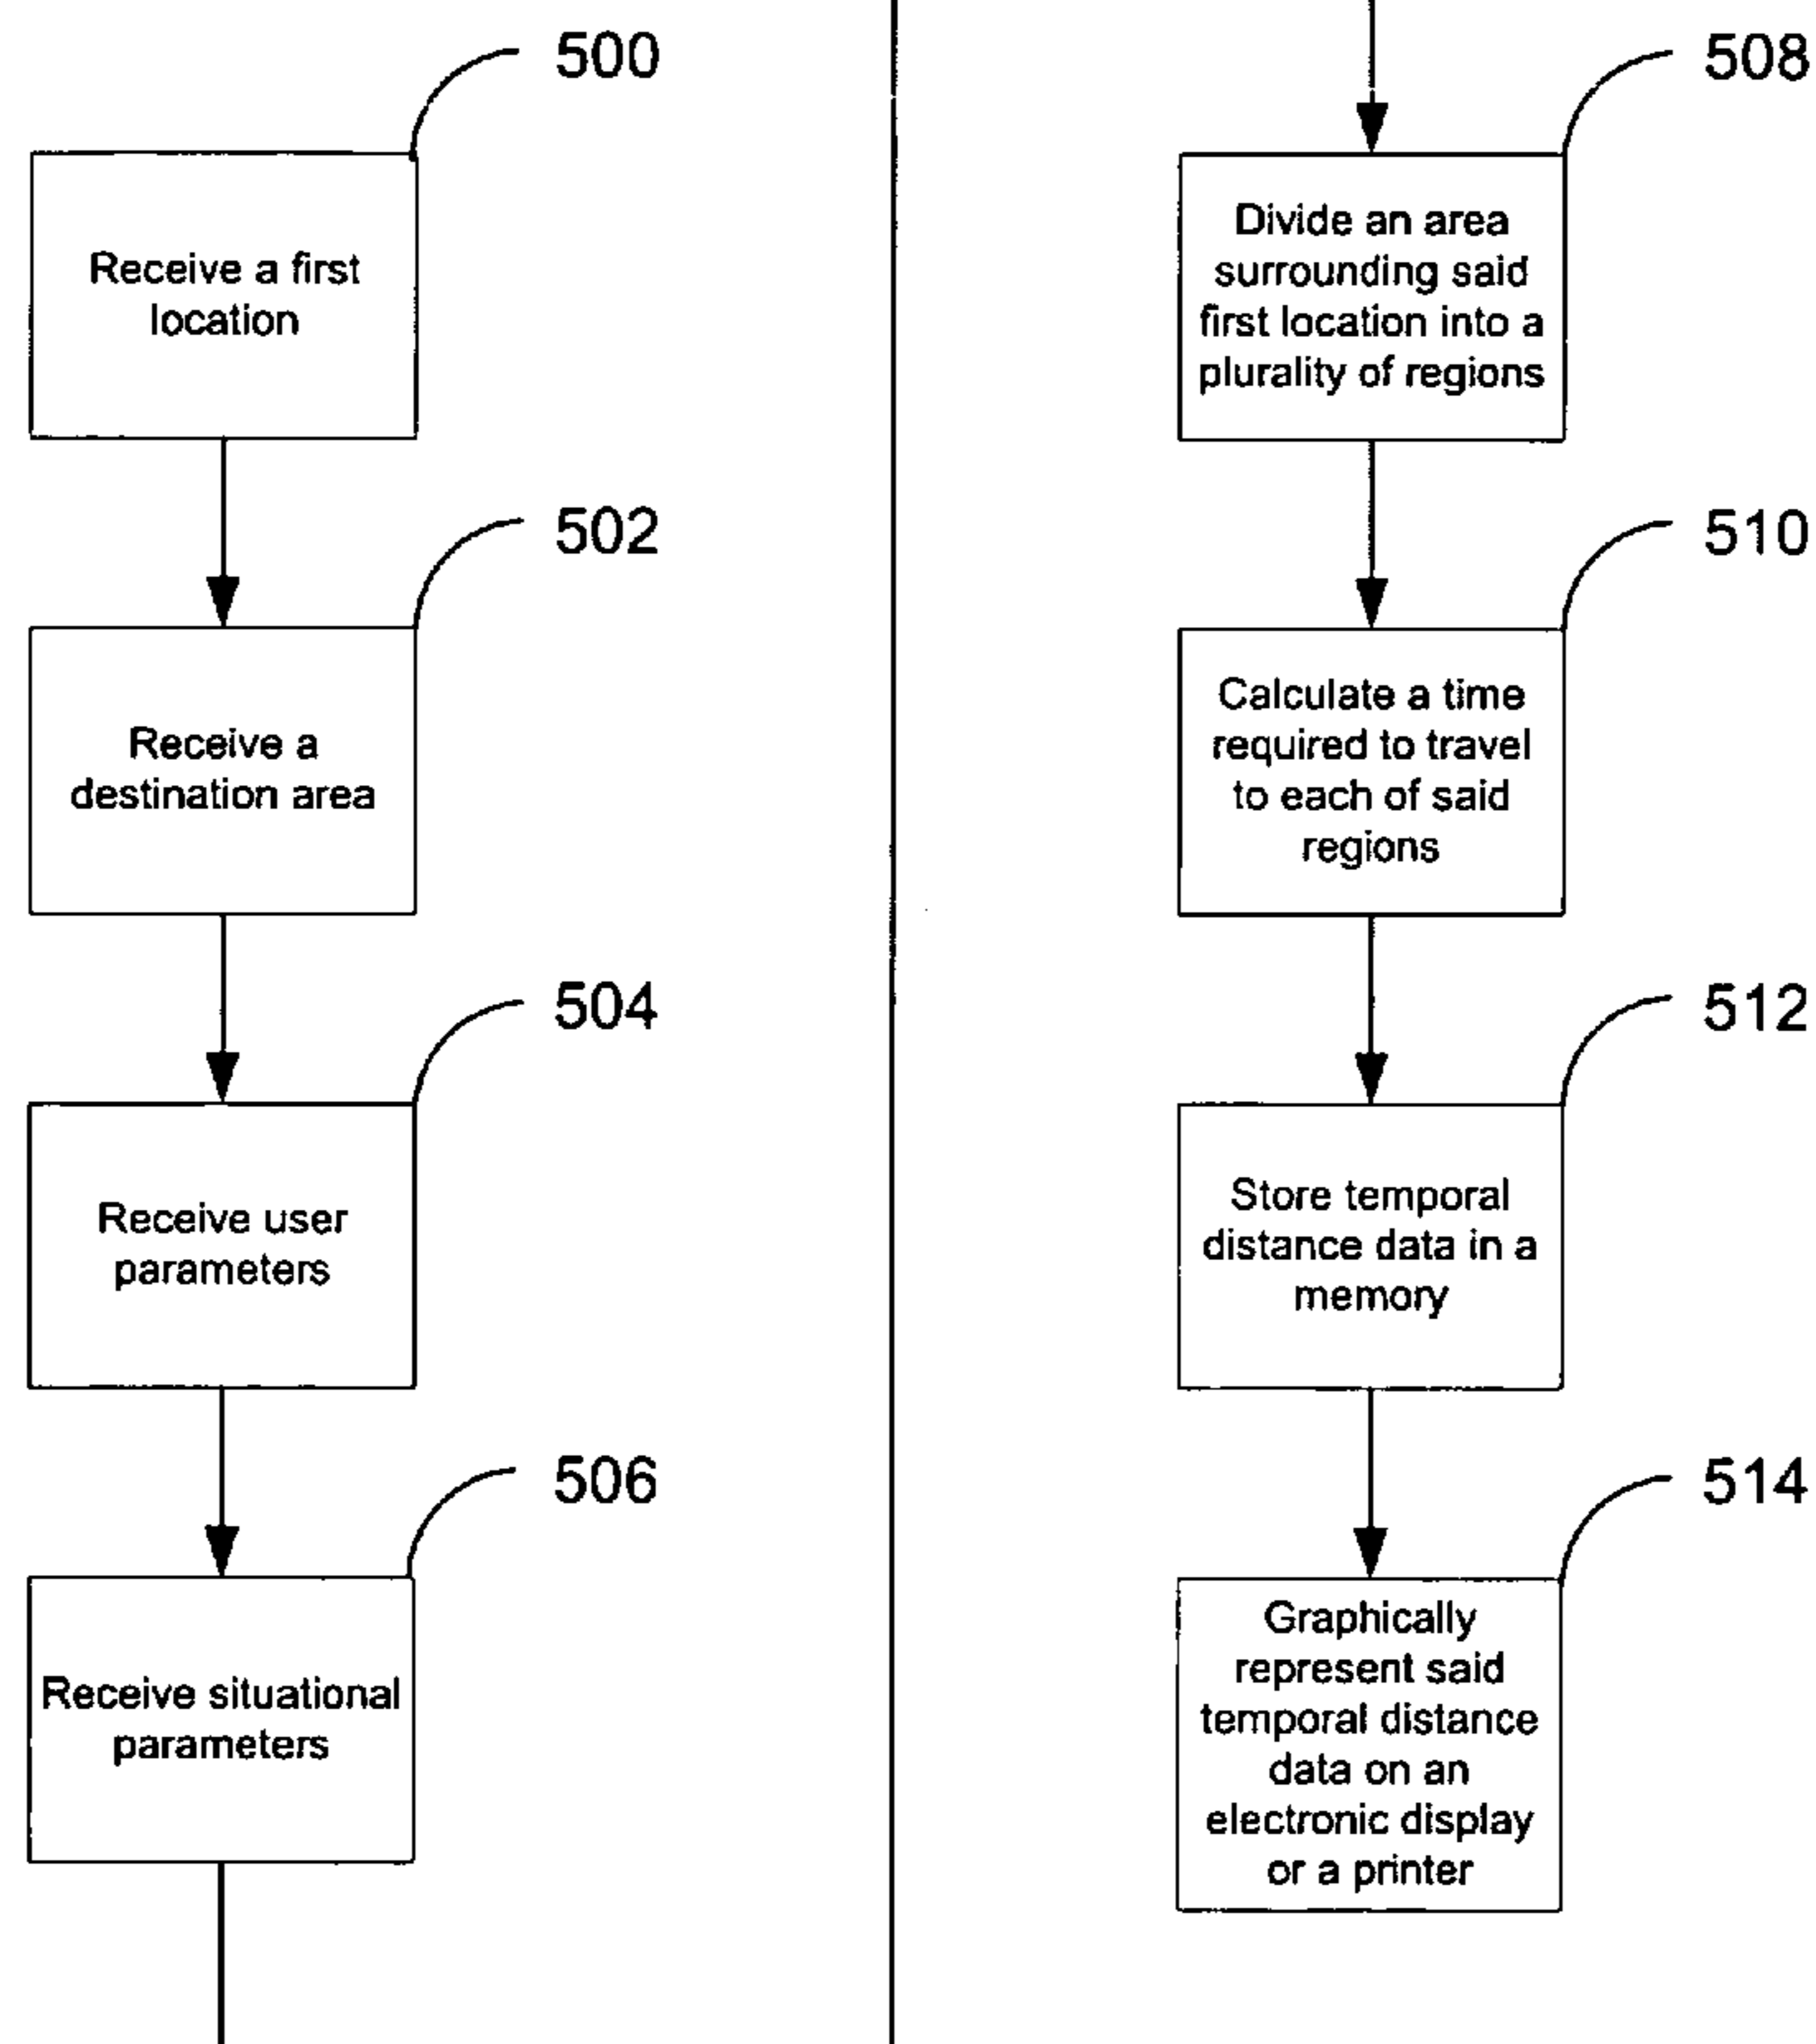 500
Receive a first
location
502
Receive a
destination area
504
Receive user
parameters
506
Receive situational
parameters
508
Divide an area
surrounding said
first location into a
plurality of regions
510
Calculate a time
required to travel
to each of said
regions
512
Store temporal
distance data in a
memory
514
Graphically
represent said
temporal distance
data on an
electronic display
or a printer